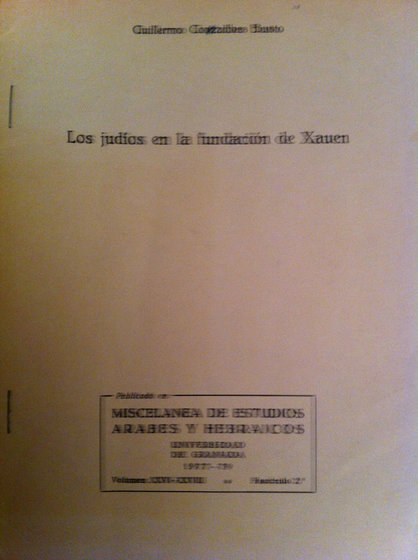 Guillermo Gozalbes Busto
Los judíos en la fundación de Xauen
Publicado en
MISCELANEA DE ESTUDIOS
ARABES Y HEBRAICOS
UNIVERSIDAD
DE GRANADA
1977-79
Volumen XXVI-XXVIII - Fascículo 2.º